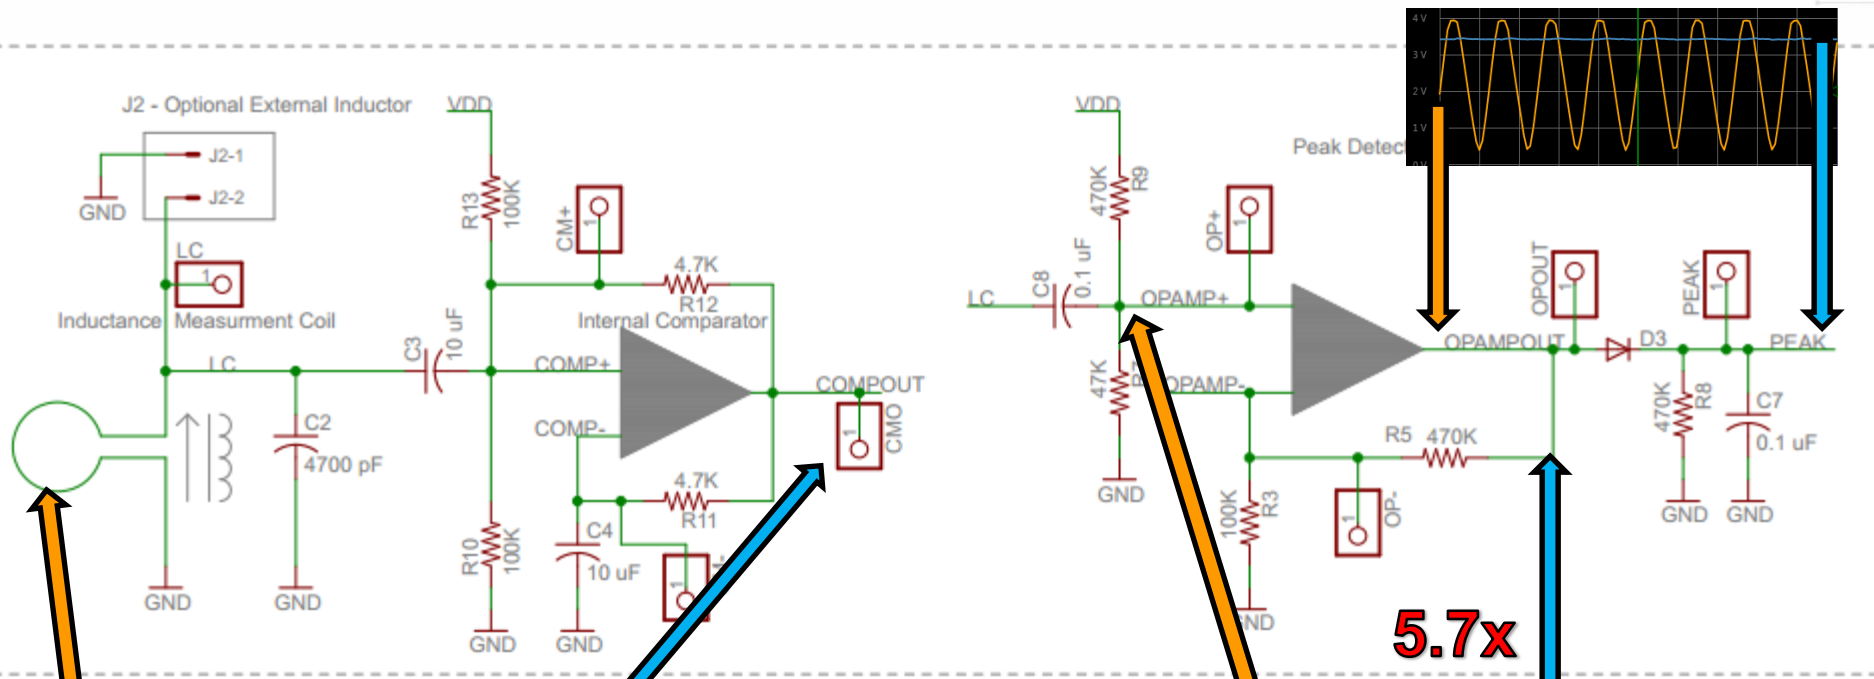 4 V
3 V
2 V
1 V
0 V
J2 - Optional External Inductor
J2-1
J2-2
GND
LC
1
Inductance Measurment Coil
LC
C2
4700 pF
GND
GND
C3
10 uF
VDD
R13
100K
CM+
1
4.7K
R12
Internal Comparator
COMP+
COMP-
COMPOUT
1
CMO
4.7K
R11
C4
10 uF
1
R10
100K
GND
GND
VDD
Peak Detec
470K
R9
OP+
1
LC
C8
0.1 uF
OPAMP+
47K
OPAMP-
GND
100K
R3
GND
R5
470K
1
OP-
OPAMPOUT
OPOUT
1
D3
PEAK
1
PEAK
470K
R8
C7
0.1 uF
GND
GND
5.7x